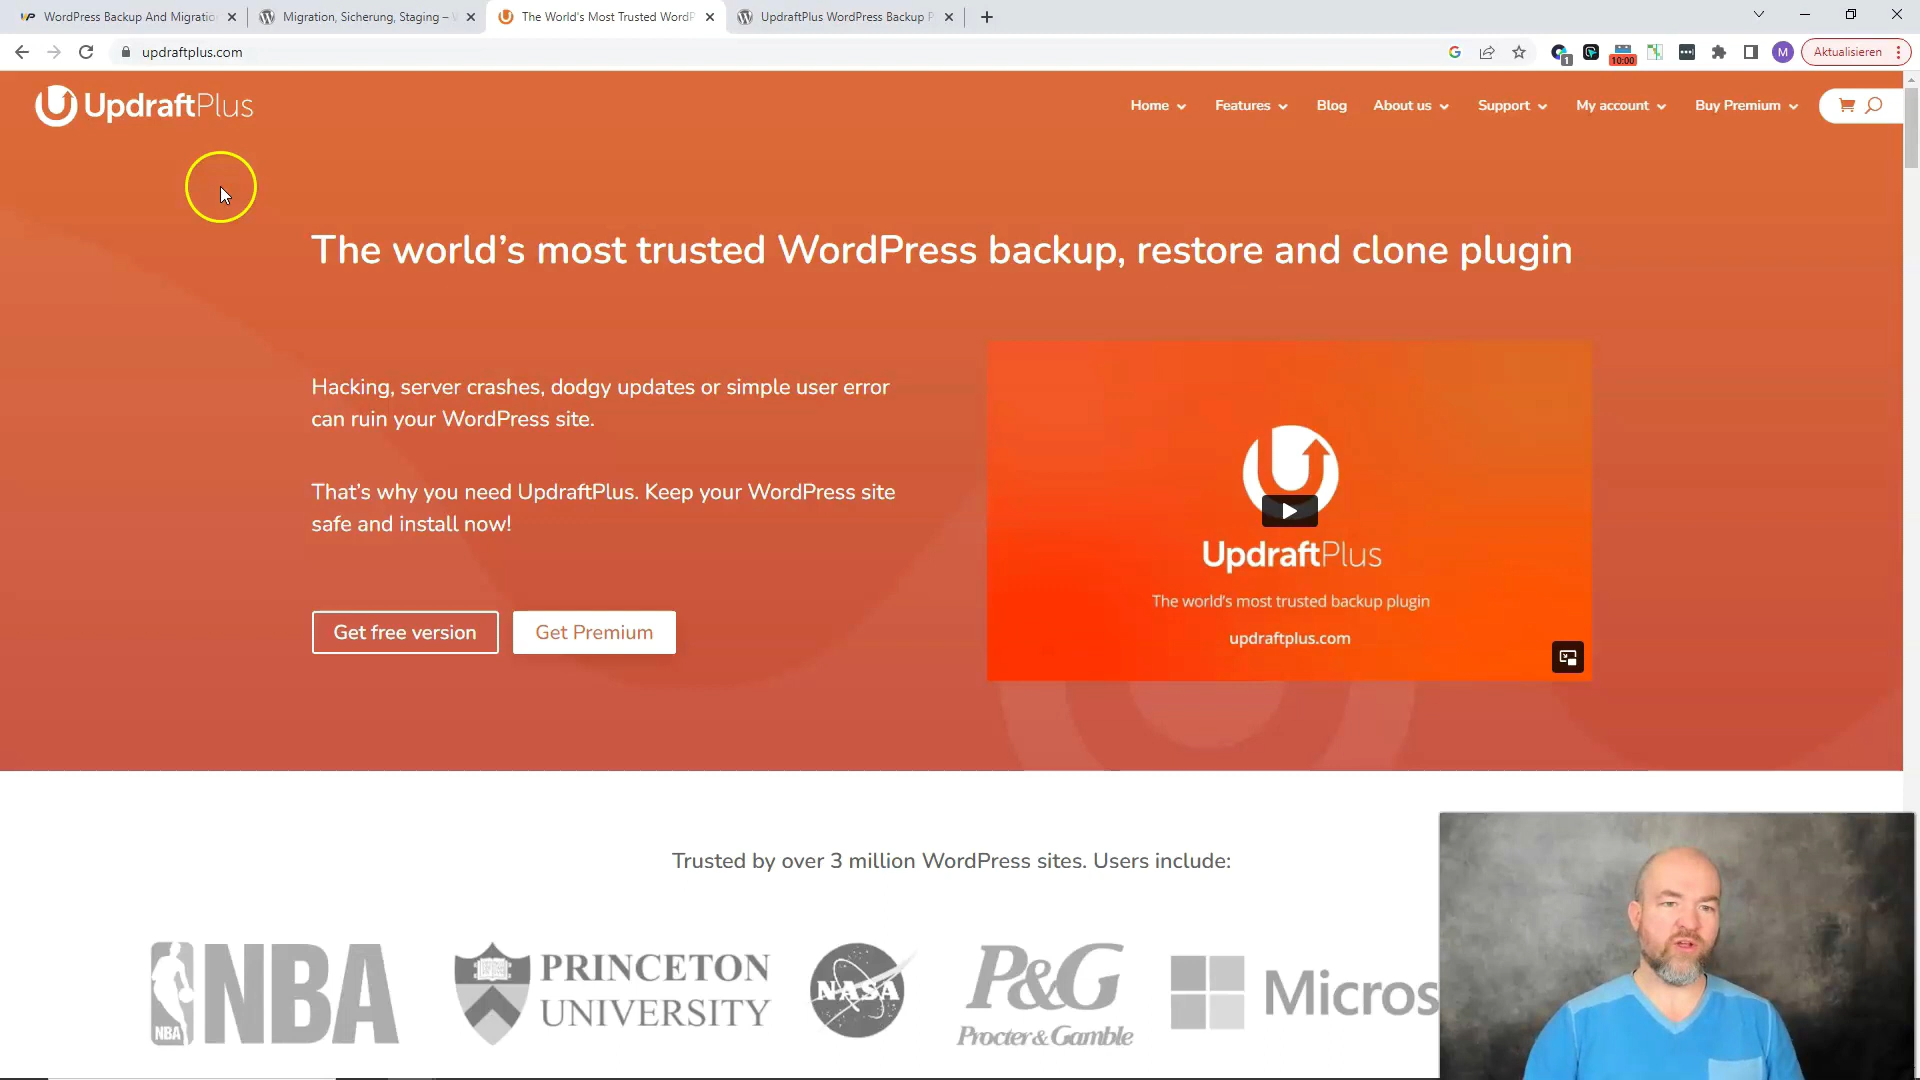 WordPress Backup And Migratio
Migration, Sicherung, Staging –
The World's Most Trusted WordP
UpdraftPlus WordPress Backup P
updraftplus.com
1
10:00
M
Aktualisieren
UpdraftPlus
Home
Features
Blog
About us
Support
My account
Buy Premium
The world's most trusted WordPress backup, restore and clone plugin
Hacking, server crashes, dodgy updates or simple user error
can ruin your WordPress site.
That's why you need UpdraftPlus. Keep your WordPress site
safe and install now!
Get free version
Get Premium
UpdraftPlus
The world's most trusted backup plugin
updraftplus.com
Trusted by over 3 million WordPress sites. Users include:
NBA
NBA
PRINCETON
UNIVERSITY
NASA
P&G
Procter & Gamble
Micros